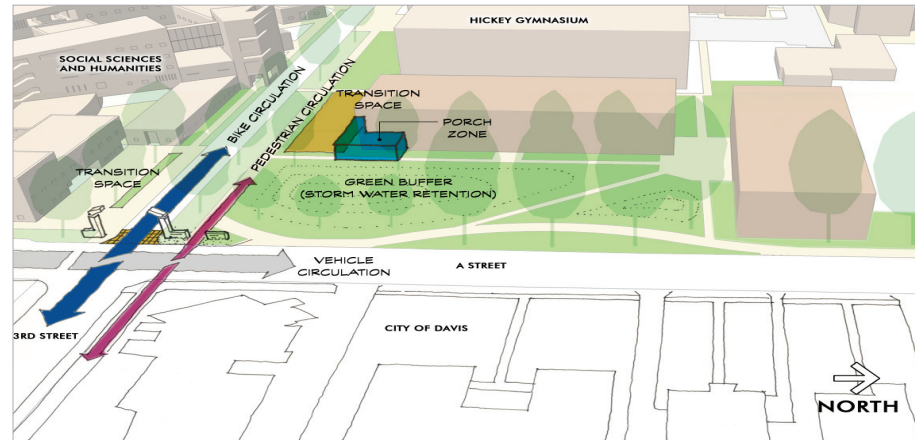 HICKEY GYMNASIUM
SOCIAL SCIENCES
AND HUMANITIES
BIKE CIRCULATION
PEDESTRIAN CIRCULATION
TRANSITION
SPACE
PORCH
ZONE
TRANSITION
SPACE
GREEN BUFFER
(STORM WATER RETENTION)
VEHICLE
CIRCULATION
A STREET
3RD STREET
CITY OF DAVIS
NORTH